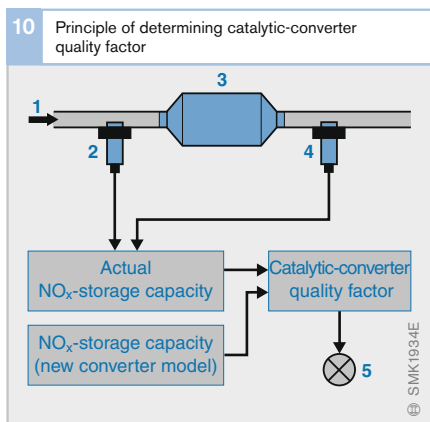 10 Principle of determining catalytic-converter
quality factor
3
1
2
4
Actual
NOx-storage capacity
Catalytic-converter
quality factor
NOx-storage capacity
(new converter model)
5
SMK1934E